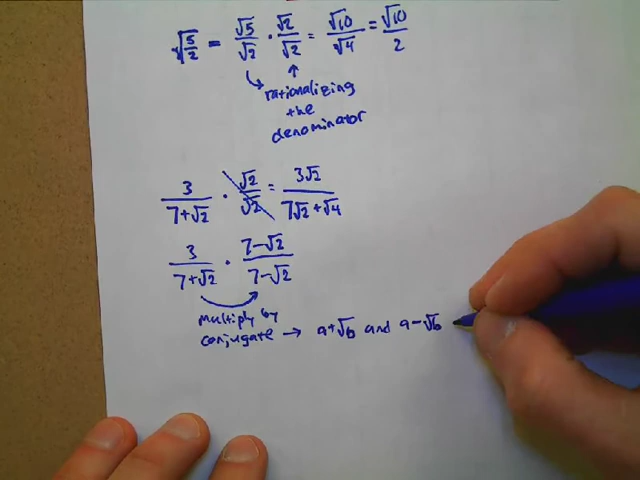 √5/2 = √5/√2 · √2/√2 = √10/√4 = √10/2
rationalizing
the
denominator
3/(7+√2) · √2/√2 = 3√2/(7√2+√4)
3/(7+√2) · (7-√2)/(7-√2)
multiply by
conjugate → a+√b and a-√b